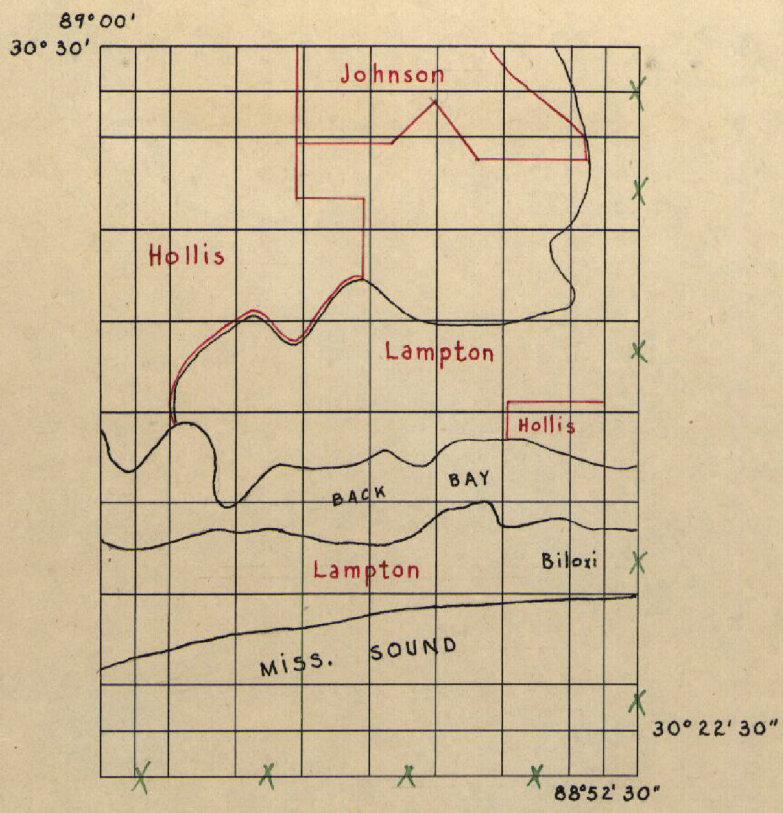 89°00'
30°30'
Johnson
Hollis
Lampton
Hollis
BACK BAY
Biloxi
Lampton
MISS. SOUND
30°22'30"
88°52'30"